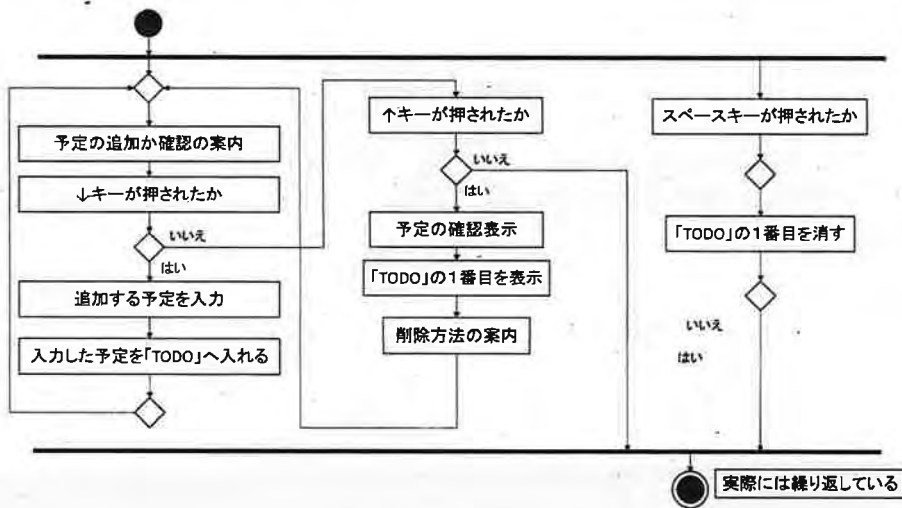 予定の追加か確認の案内
↓キーが押されたか
いいえ
はい
追加する予定を入力
入力した予定を「TODO」へ入れる
↑キーが押されたか
いいえ
はい
予定の確認表示
「TODO」の1番目を表示
削除方法の案内
スペースキーが押されたか
「TODO」の1番目を消す
いいえ
はい
実際には繰り返している